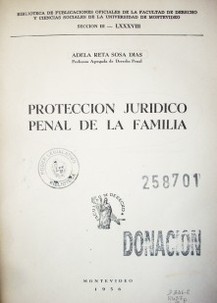 BIBLIOTECA DE PUBLICACIONES OFICIALES DE LA FACULTAD DE DERECHO
Y CIENCIAS SOCIALES DE LA UNIVERSIDAD DE MONTEVIDEO
SECCION III — LXXXVIII
ADELA RETA SOSA DIAS
Profesora Agregada de Derecho Penal
PROTECCION JURIDICO
PENAL DE LA FAMILIA
258701
DONACIÓN
MONTEVIDEO
1956